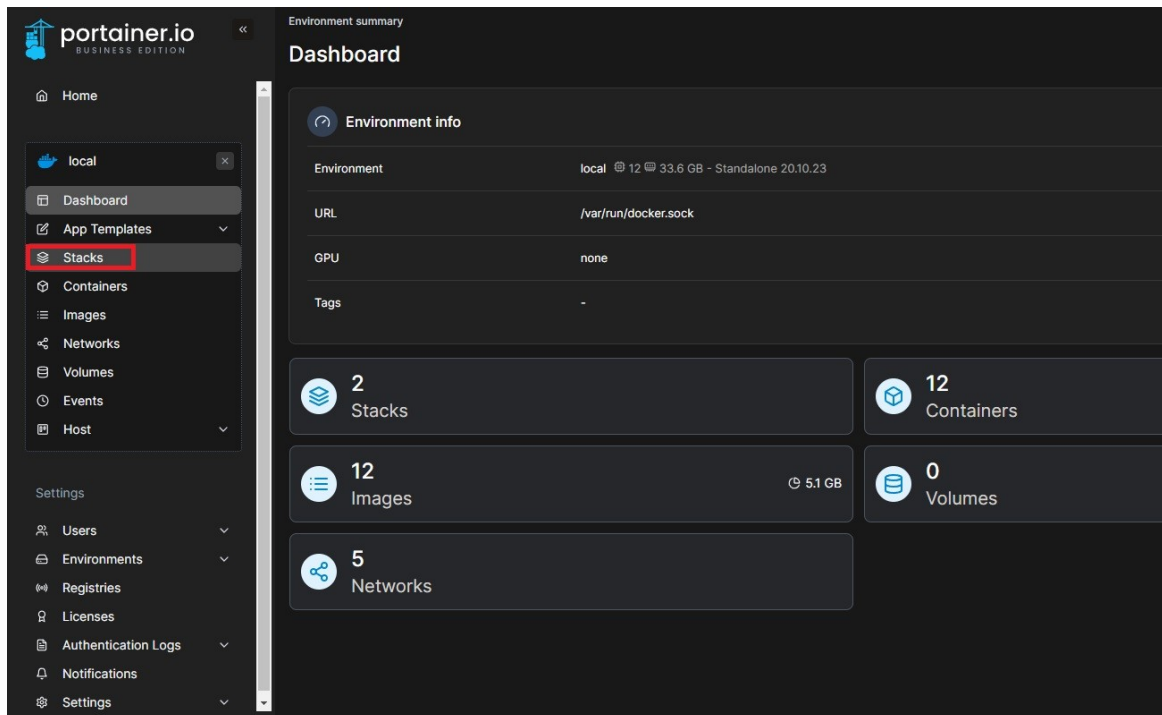 portainer.io
BUSINESS EDITION
Home
local
Dashboard
App Templates
Stacks
Containers
Images
Networks
Volumes
Events
Host
Settings
Users
Environments
Registries
Licenses
Authentication Logs
Notifications
Settings
Environment summary
Dashboard
Environment info
Environment local 12 33.6 GB - Standalone 20.10.23
URL /var/run/docker.sock
GPU none
Tags -
2
Stacks
12
Containers
12
Images
5.1 GB
0
Volumes
5
Networks